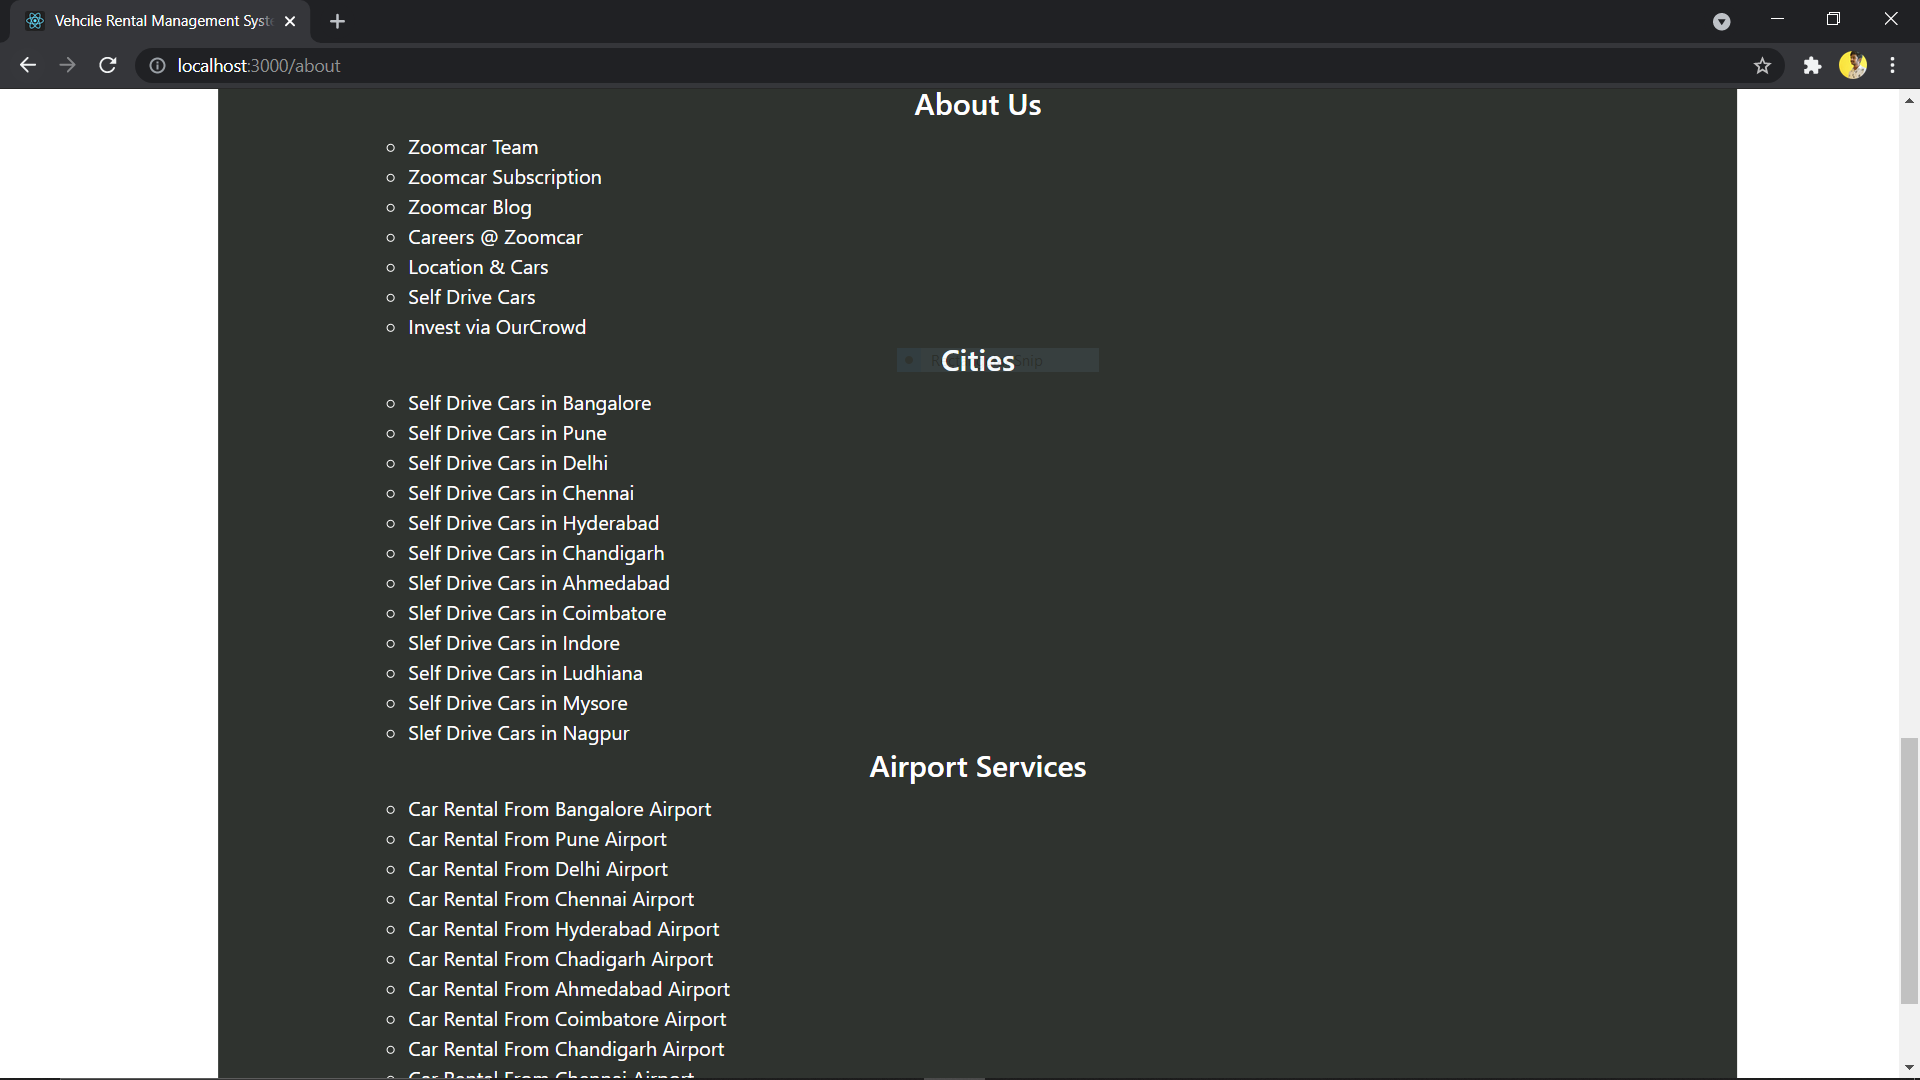 Vehcile Rental Management Syst
localhost:3000/about
About Us
Zoomcar Team
Zoomcar Subscription
Zoomcar Blog
Careers @ Zoomcar
Location & Cars
Self Drive Cars
Invest via OurCrowd
Cities
Self Drive Cars in Bangalore
Self Drive Cars in Pune
Self Drive Cars in Delhi
Self Drive Cars in Chennai
Self Drive Cars in Hyderabad
Self Drive Cars in Chandigarh
Slef Drive Cars in Ahmedabad
Slef Drive Cars in Coimbatore
Slef Drive Cars in Indore
Self Drive Cars in Ludhiana
Self Drive Cars in Mysore
Slef Drive Cars in Nagpur
Airport Services
Car Rental From Bangalore Airport
Car Rental From Pune Airport
Car Rental From Delhi Airport
Car Rental From Chennai Airport
Car Rental From Hyderabad Airport
Car Rental From Chadigarh Airport
Car Rental From Ahmedabad Airport
Car Rental From Coimbatore Airport
Car Rental From Chandigarh Airport
Car Rental From Chennai Airport